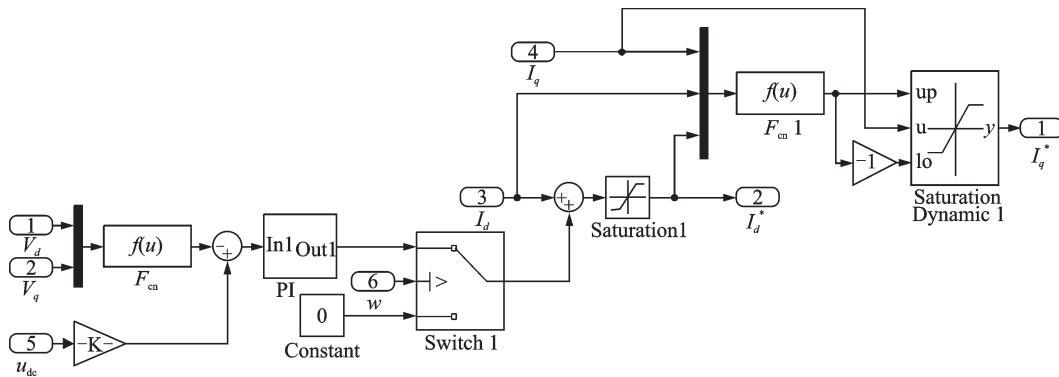 4
I_q
f(u)
F_cn 1
up
u
y
lo
−1
1
I_q^*
Saturation
Dynamic 1
3
I_d
+
+
Saturation1
2
I_d^*
1
V_d
2
V_q
f(u)
F_cn
−
+
In1
Out1
PI
6
w
>
0
Constant
Switch 1
5
u_dc
−K−